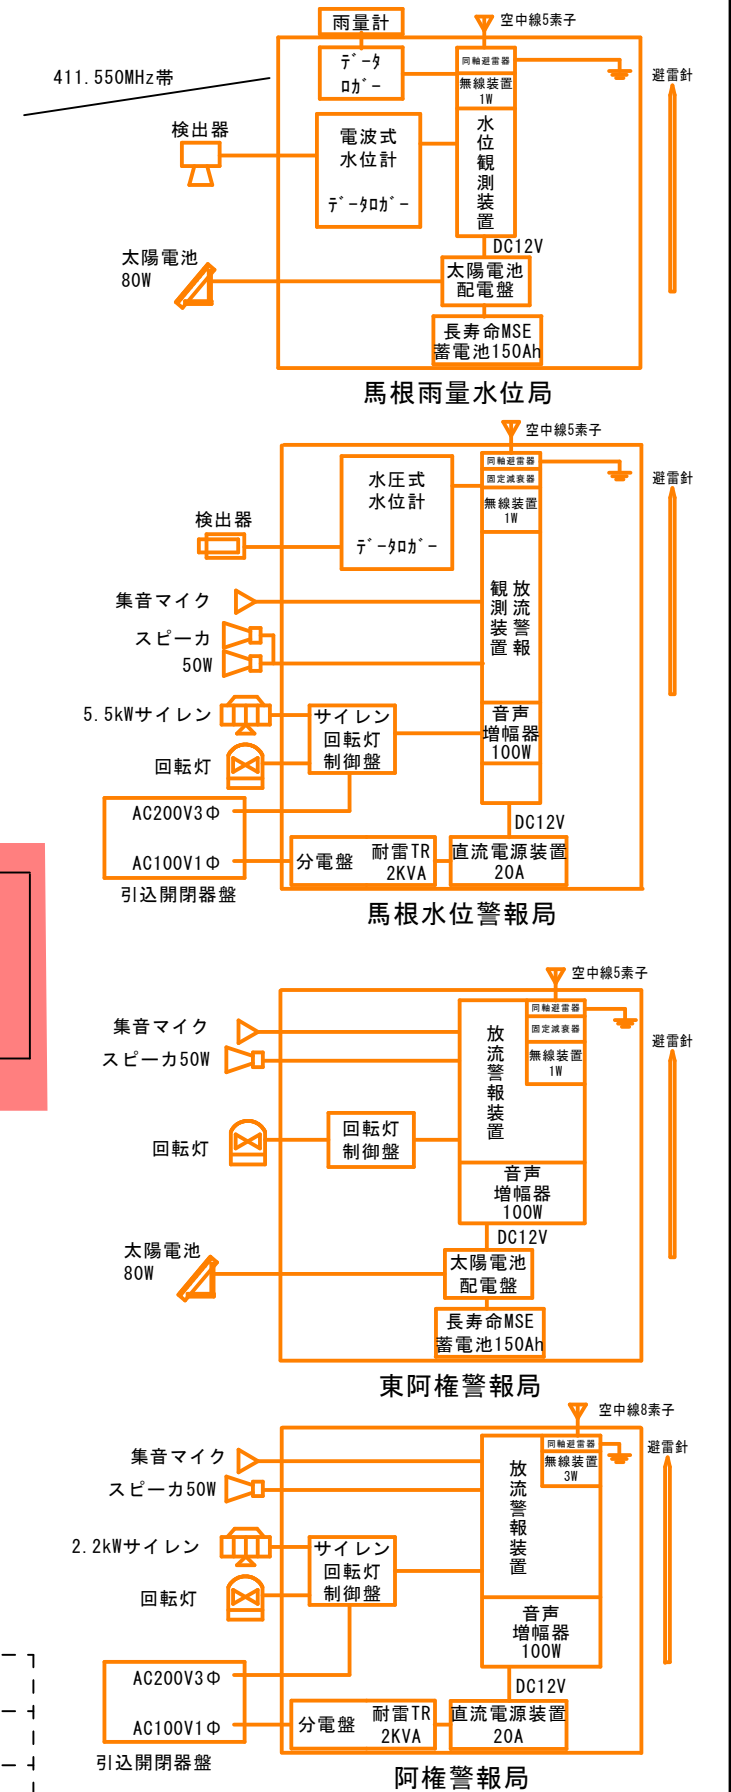 雨量計
空中線5素子
データ
ロガー
同軸避雷器
無線装置
1W
避雷針
411.550MHz帯
検出器
電波式
水位計
データロガー
水位観測装置
DC12V
太陽電池
80W
太陽電池
配電盤
長寿命MSE
蓄電池150Ah
馬根雨量水位局
空中線5素子
同軸避雷器
固定減衰器
無線装置
1W
避雷針
水圧式
水位計
データロガー
検出器
集音マイク
スピーカ
50W
放流警報
観測装置
5.5kWサイレン
サイレン
回転灯
制御盤
音声
増幅器
100W
回転灯
AC200V3Φ
AC100V1Φ
引込開閉器盤
DC12V
分電盤
耐雷TR
2KVA
直流電源装置
20A
馬根水位警報局
空中線5素子
同軸避雷器
固定減衰器
無線装置
1W
避雷針
集音マイク
スピーカ50W
放流警報装置
回転灯
回転灯
制御盤
音声
増幅器
100W
DC12V
太陽電池
80W
太陽電池
配電盤
長寿命MSE
蓄電池150Ah
東阿権警報局
空中線8素子
同軸避雷器
無線装置
3W
避雷針
集音マイク
スピーカ50W
放流警報装置
2.2kWサイレン
サイレン
回転灯
制御盤
回転灯
音声
増幅器
100W
AC200V3Φ
AC100V1Φ
引込開閉器盤
DC12V
分電盤
耐雷TR
2KVA
直流電源装置
20A
阿権警報局